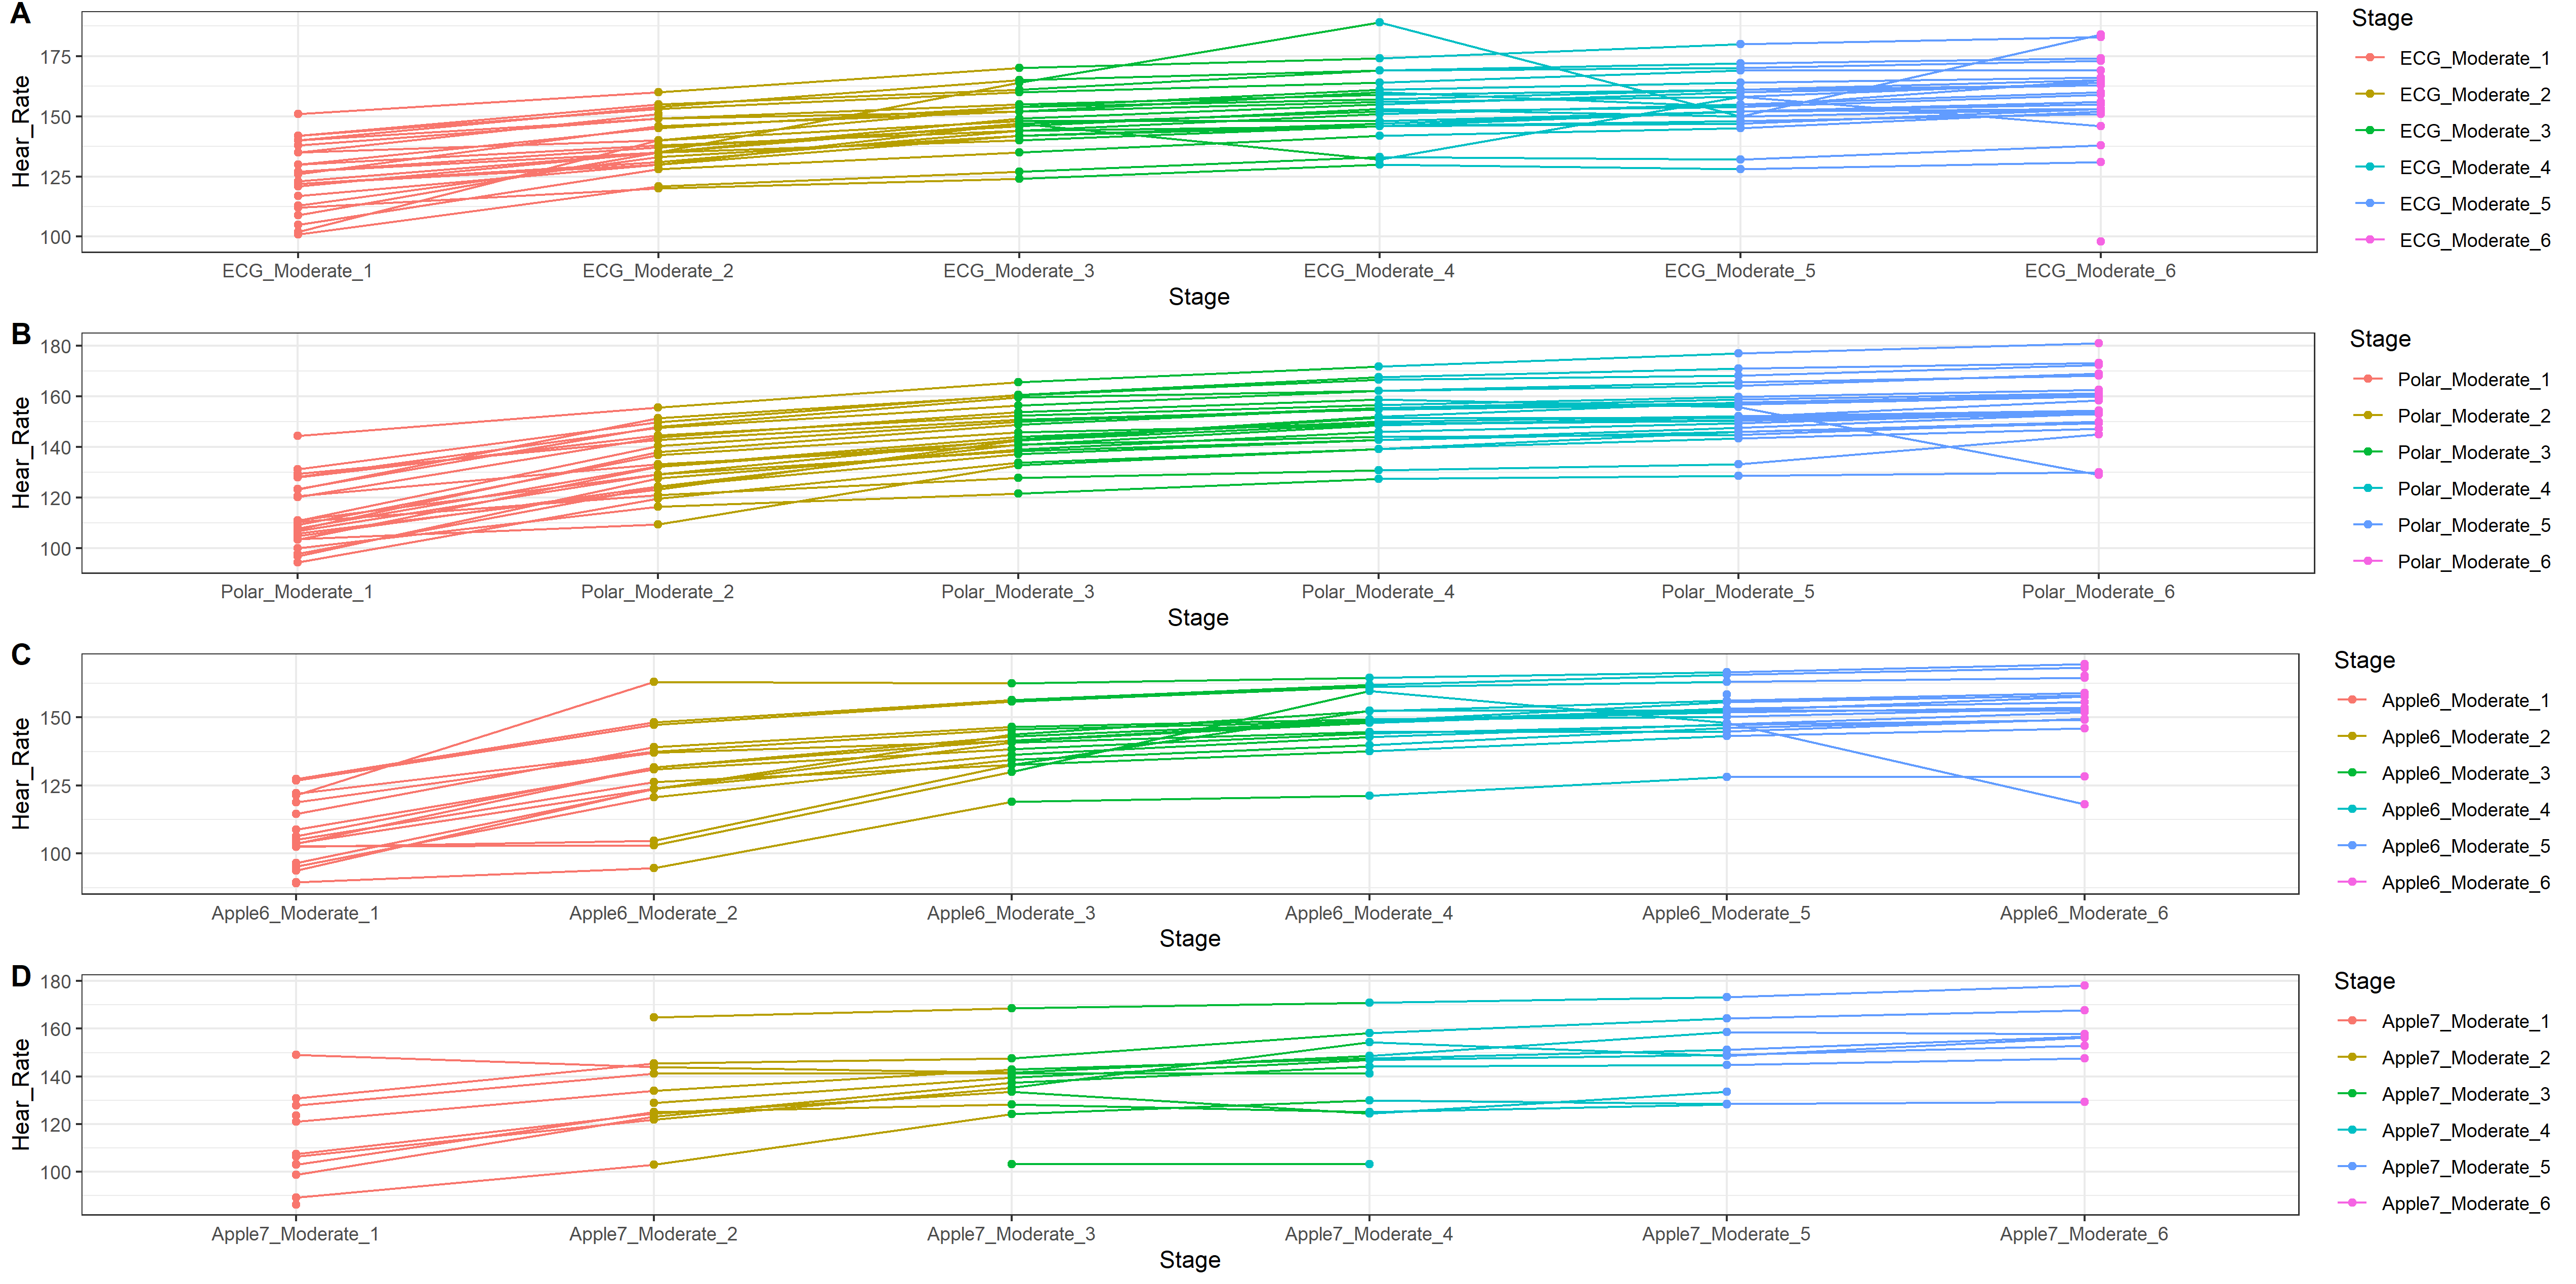 A
Hear_Rate
175
150
125
100
ECG_Moderate_1 ECG_Moderate_2 ECG_Moderate_3 ECG_Moderate_4 ECG_Moderate_5 ECG_Moderate_6
Stage
Stage
ECG_Moderate_1
ECG_Moderate_2
ECG_Moderate_3
ECG_Moderate_4
ECG_Moderate_5
ECG_Moderate_6
B
Hear_Rate
180
160
140
120
100
Polar_Moderate_1 Polar_Moderate_2 Polar_Moderate_3 Polar_Moderate_4 Polar_Moderate_5 Polar_Moderate_6
Stage
Stage
Polar_Moderate_1
Polar_Moderate_2
Polar_Moderate_3
Polar_Moderate_4
Polar_Moderate_5
Polar_Moderate_6
C
Hear_Rate
150
125
100
Apple6_Moderate_1 Apple6_Moderate_2 Apple6_Moderate_3 Apple6_Moderate_4 Apple6_Moderate_5 Apple6_Moderate_6
Stage
Stage
Apple6_Moderate_1
Apple6_Moderate_2
Apple6_Moderate_3
Apple6_Moderate_4
Apple6_Moderate_5
Apple6_Moderate_6
D
Hear_Rate
180
160
140
120
100
Apple7_Moderate_1 Apple7_Moderate_2 Apple7_Moderate_3 Apple7_Moderate_4 Apple7_Moderate_5 Apple7_Moderate_6
Stage
Stage
Apple7_Moderate_1
Apple7_Moderate_2
Apple7_Moderate_3
Apple7_Moderate_4
Apple7_Moderate_5
Apple7_Moderate_6